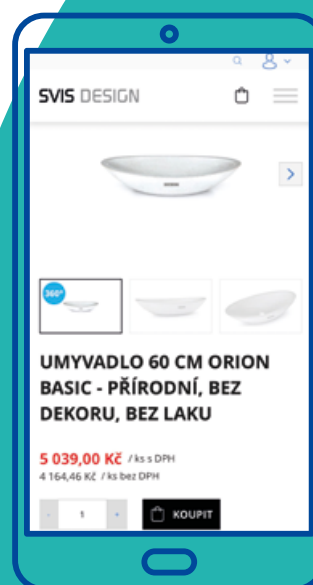 SVIS DESIGN
360°
UMYVADLO 60 CM ORION
BASIC - PŘÍRODNÍ, BEZ
DEKORU, BEZ LAKU
5 039,00 Kč / ks s DPH
4 164,46 Kč / ks bez DPH
- 1 + KOUPIT